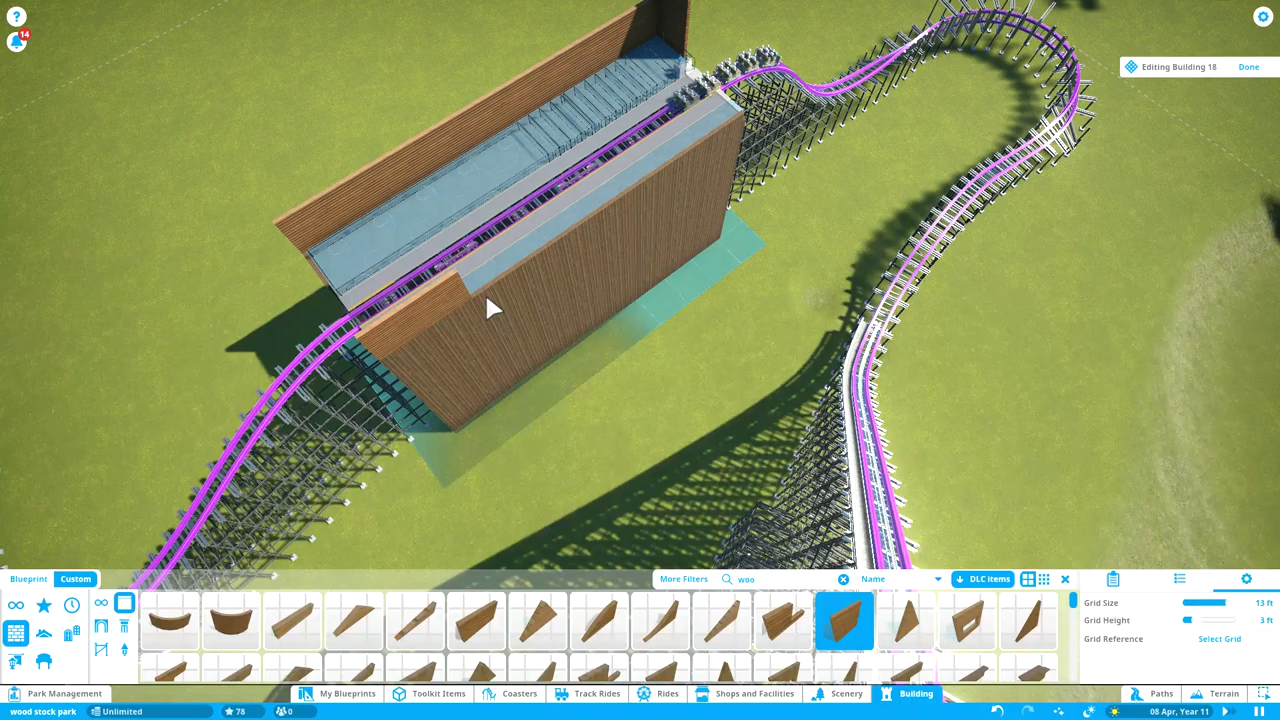 ?
14
Editing Building 18 Done
Blueprint Custom More Filters woo Name DLC items
Grid Size 13 ft
Grid Height 3 ft
Grid Reference Select Grid
Park Management My Blueprints Toolkit Items Coasters Track Rides Rides Shops and Facilities Scenery Building Paths Terrain
wood stock park Unlimited 78 0 08 Apr, Year 11